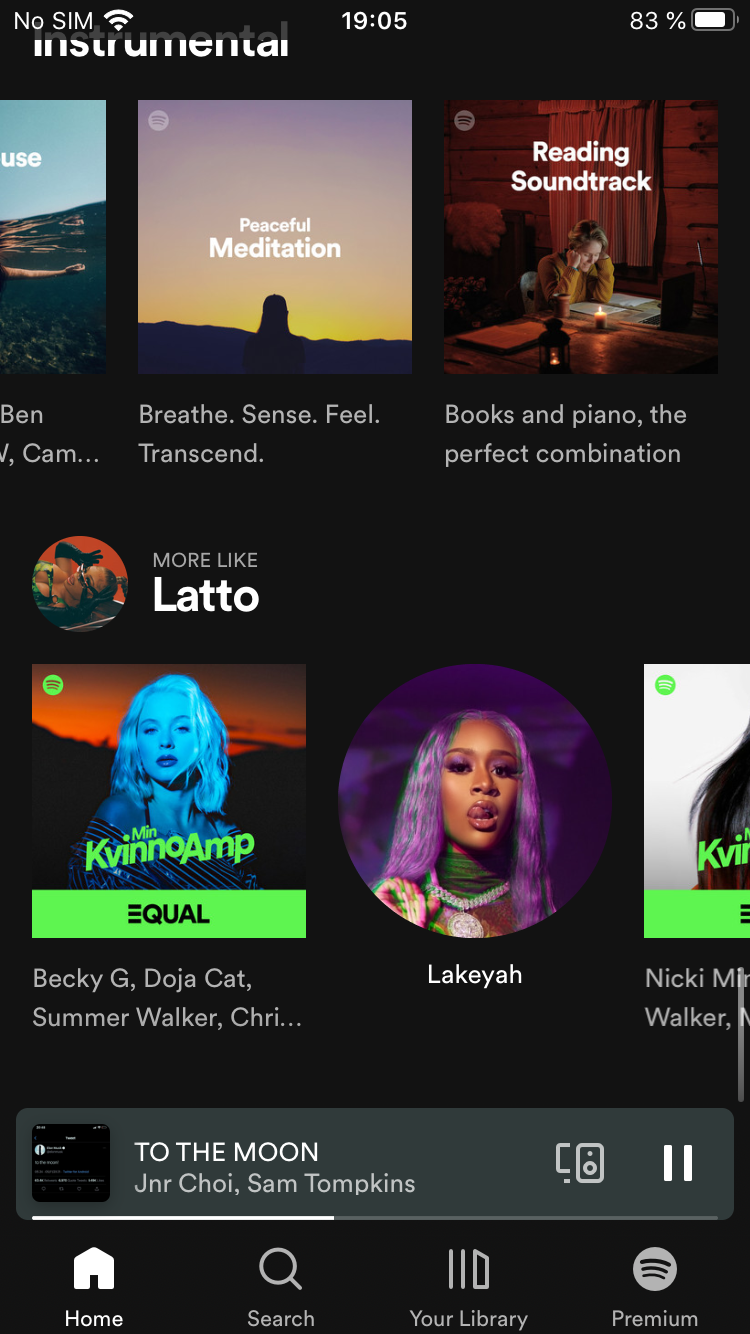 No SIM 19:05 83 %
Instrumental
use
Peaceful
Meditation
Reading
Soundtrack
Ben
Cam...
Breathe. Sense. Feel.
Transcend.
Books and piano, the
perfect combination
MORE LIKE
Latto
Min
KvinnoAmp
EQUAL
Becky G, Doja Cat,
Summer Walker, Chri...
Lakeyah
Nicki
Walker,
TO THE MOON
Jnr Choi, Sam Tompkins
Home
Search
Your Library
Premium